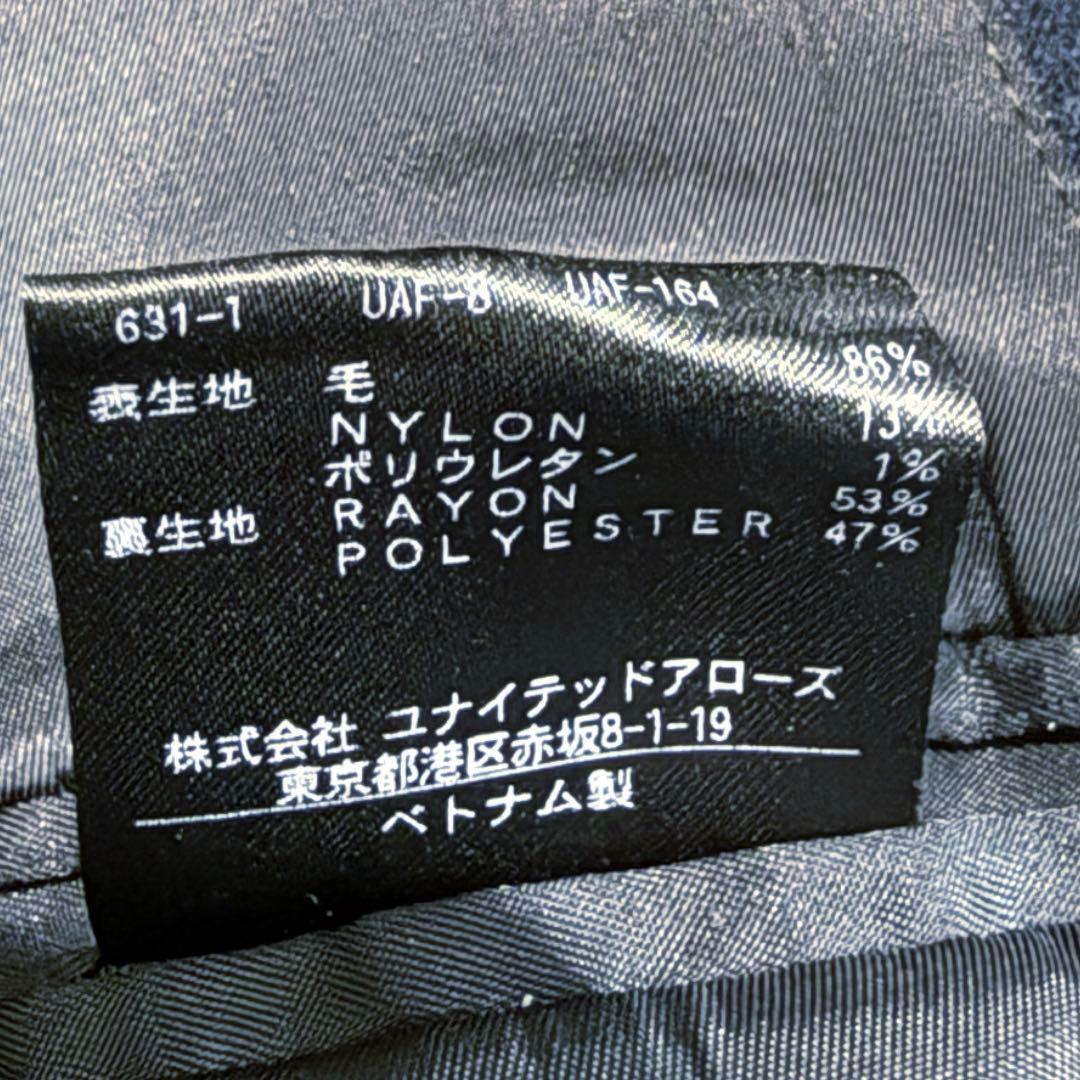 631-1 UAF-8 UAF-164
表生地 毛 86%
NYLON 13%
ポリウレタン 1%
裏生地 RAYON 53%
POLYESTER 47%
株式会社 ユナイテッドアローズ
東京都港区赤坂8-1-19
ベトナム製